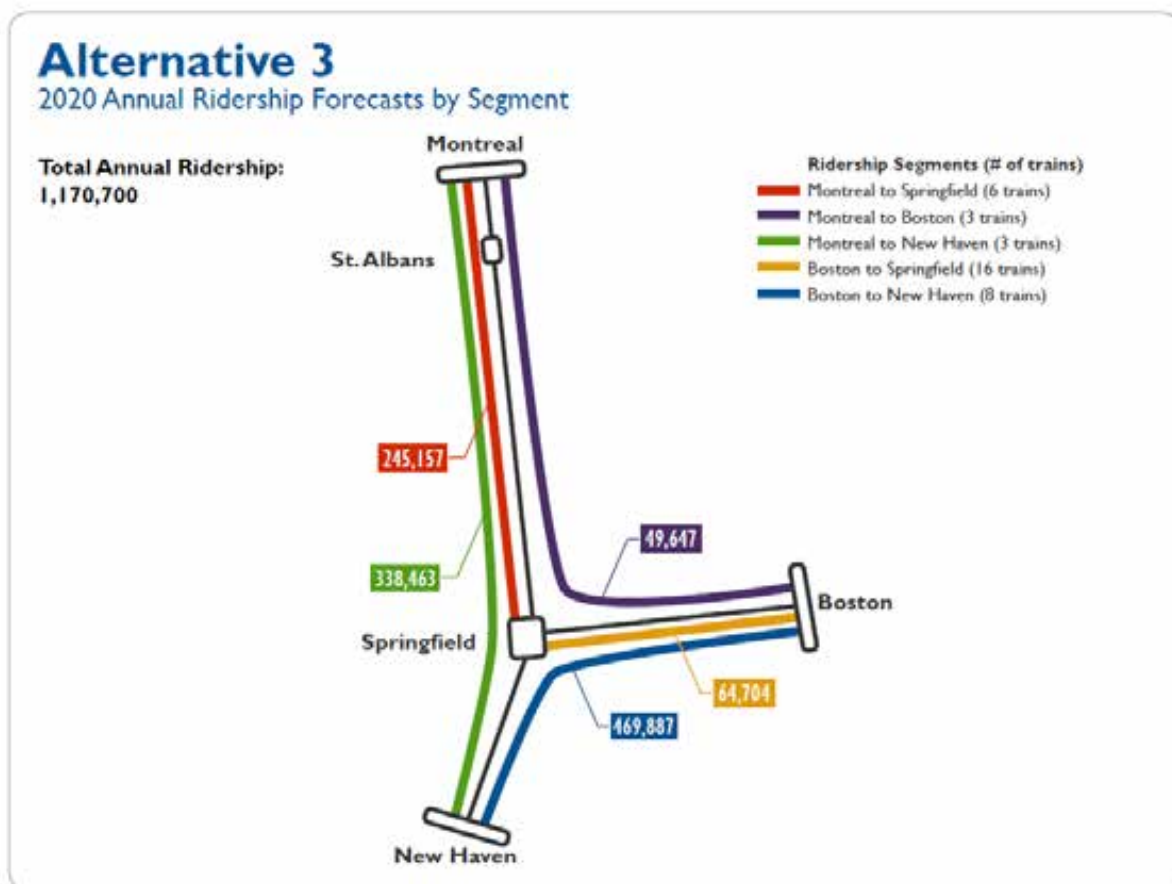 Alternative 3
2020 Annual Ridership Forecasts by Segment
Total Annual Ridership:
1,170,700
Montreal
Ridership Segments (# of trains)
Montreal to Springfield (6 trains)
Montreal to Boston (3 trains)
Montreal to New Haven (3 trains)
Boston to Springfield (16 trains)
Boston to New Haven (8 trains)
St. Albans
245,157
49,647
338,463
Boston
Springfield
64,704
469,887
New Haven